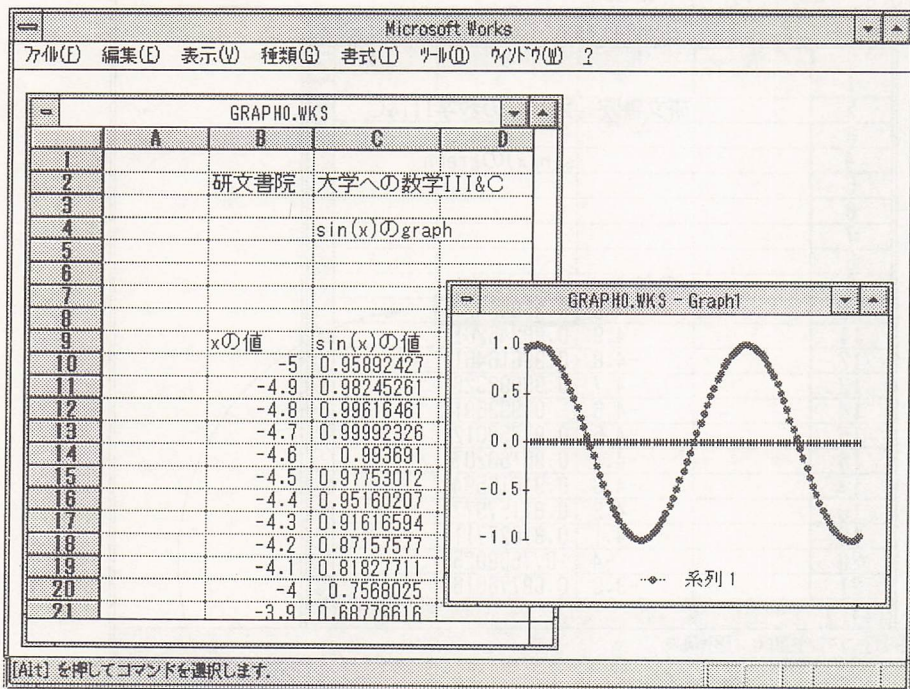 Microsoft Works
ﾌｧｲﾙ(F) 編集(E) 表示(V) 種類(G) 書式(T) ﾂｰﾙ(O) ｳｨﾝﾄﾞｳ(W) ?
GRAPH0.WKS
A B C D
1
2 研文書院 大学への数学III&C
3
4 sin(x)のgraph
5
6
7
8
9 xの値 sin(x)の値
10 -5 0.95892427
11 -4.9 0.98245261
12 -4.8 0.99616461
13 -4.7 0.99992326
14 -4.6 0.993691
15 -4.5 0.97753012
16 -4.4 0.95160207
17 -4.3 0.91616594
18 -4.2 0.87157577
19 -4.1 0.81827711
20 -4 0.7568025
21 -3.9 0.68776616
GRAPH0.WKS - Graph1
1.0
0.5
0.0
-0.5
-1.0
系列 1
[Alt] を押してコマンドを選択します.